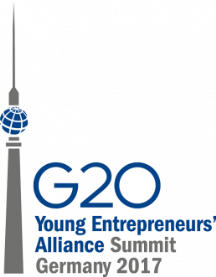 G20
Young Entrepreneurs'
Alliance Summit
Germany 2017